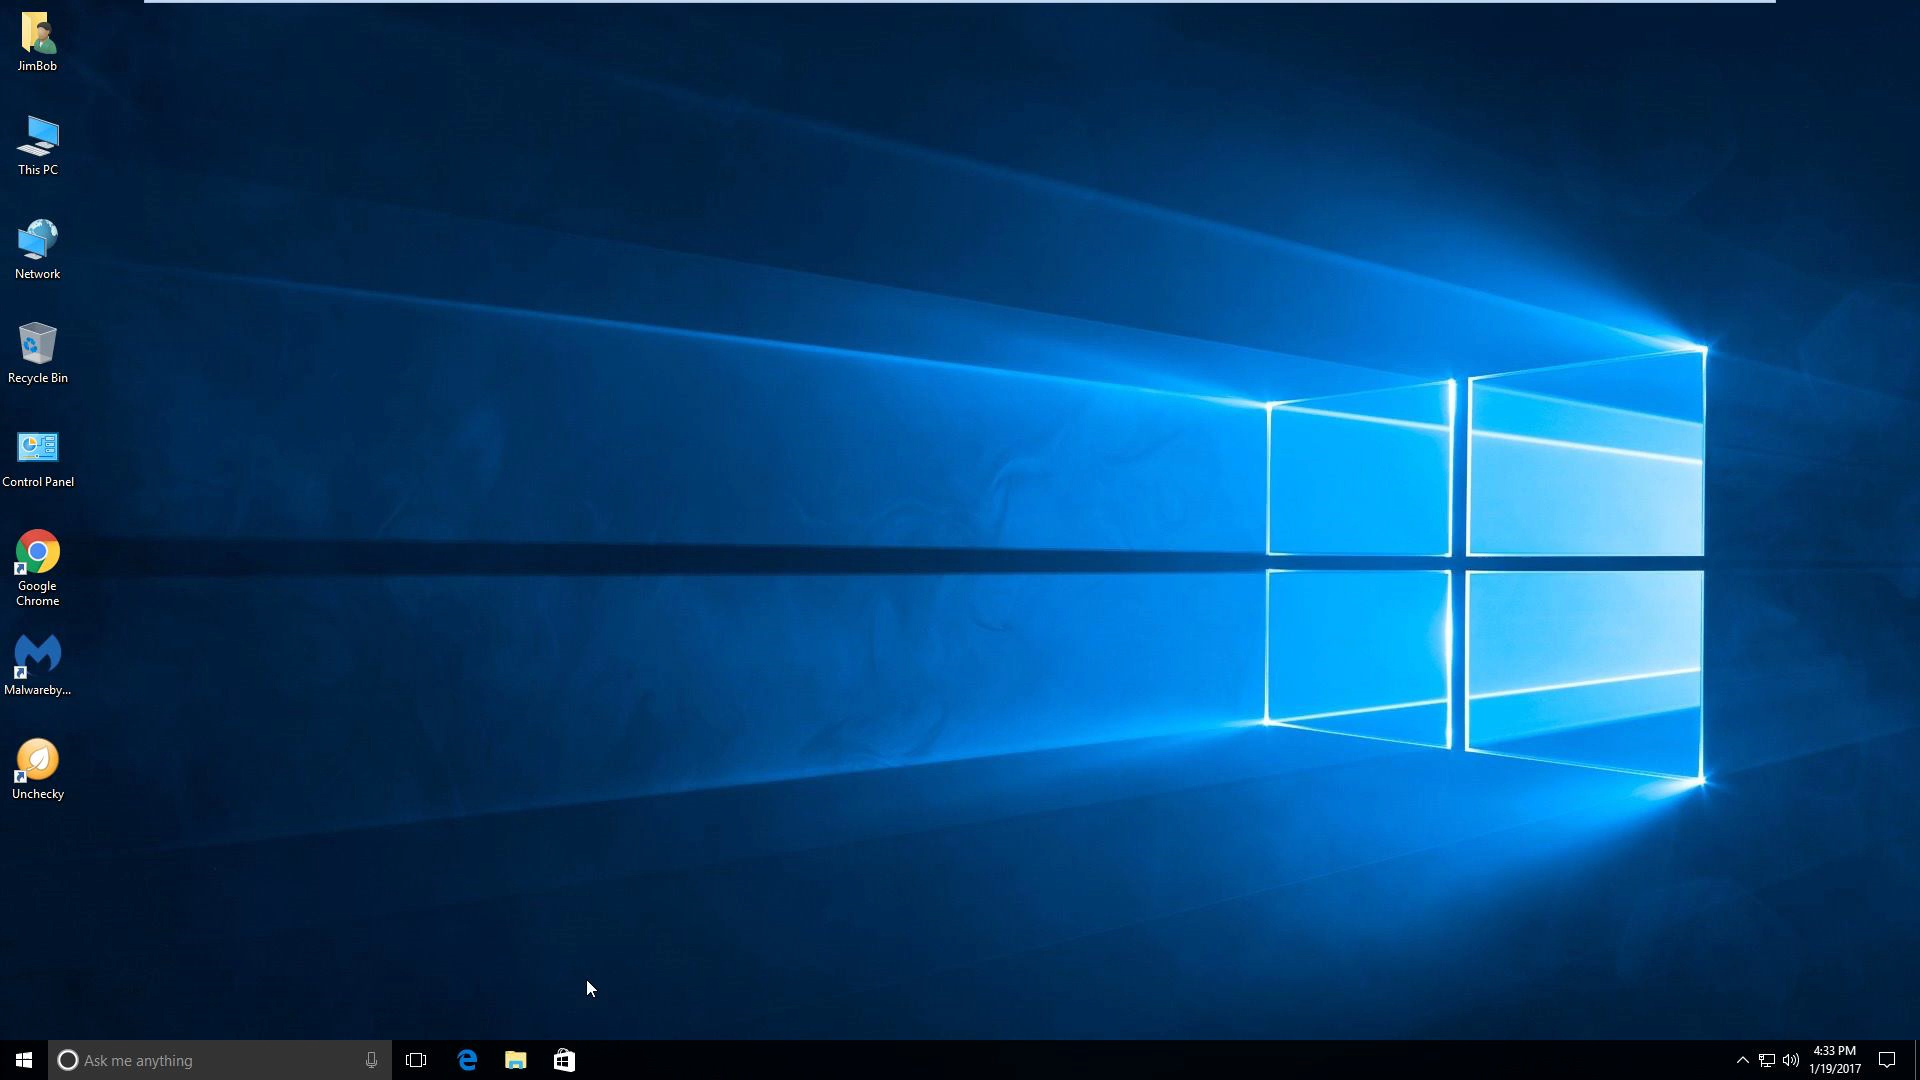 JimBob
This PC
Network
Recycle Bin
Control Panel
Google
Chrome
Malwareby...
Unchecky
Ask me anything
4:33 PM
1/19/2017